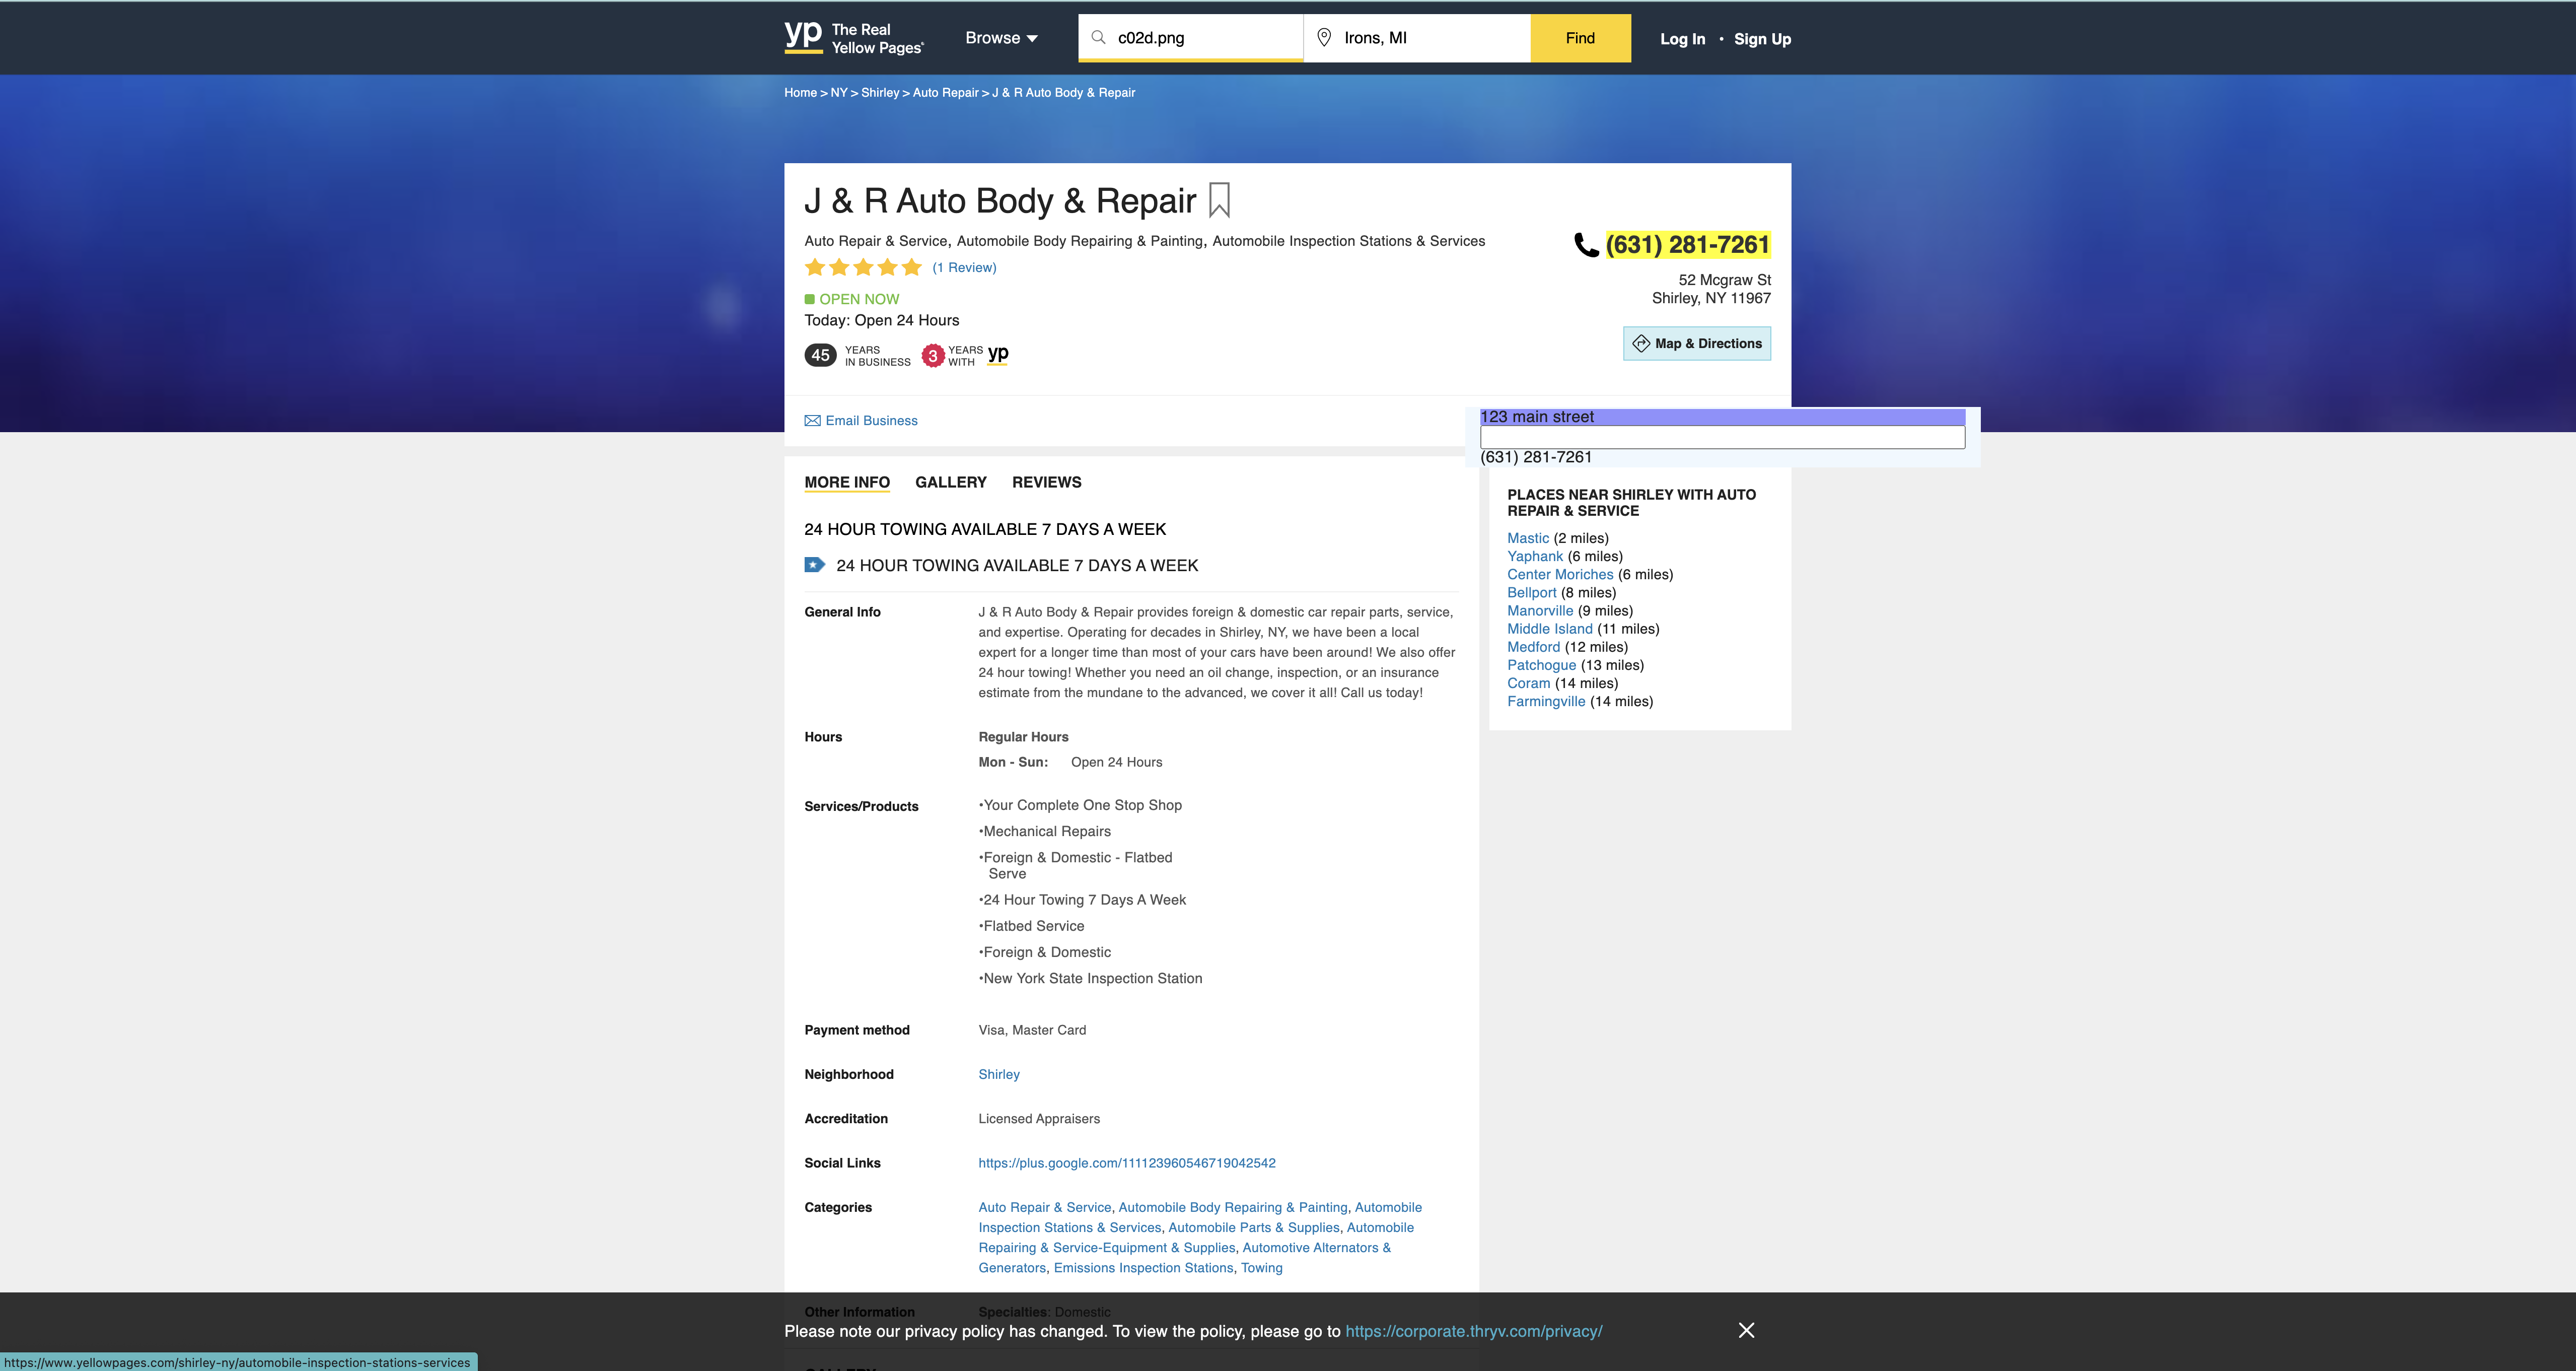 yp The Real
Yellow Pages
Browse
c02d.png
Irons, MI
Find
Log In • Sign Up
Home > NY > Shirley > Auto Repair > J & R Auto Body & Repair
J & R Auto Body & Repair
Auto Repair & Service, Automobile Body Repairing & Painting, Automobile Inspection Stations & Services
(1 Review)
OPEN NOW
Today: Open 24 Hours
45 YEARS
IN BUSINESS
3 YEARS
WITH yp
(631) 281-7261
52 Mcgraw St
Shirley, NY 11967
Map & Directions
Email Business
123 main street
(631) 281-7261
MORE INFO GALLERY REVIEWS
24 HOUR TOWING AVAILABLE 7 DAYS A WEEK
24 HOUR TOWING AVAILABLE 7 DAYS A WEEK
General Info
J & R Auto Body & Repair provides foreign & domestic car repair parts, service,
and expertise. Operating for decades in Shirley, NY, we have been a local
expert for a longer time than most of your cars have been around! We also offer
24 hour towing! Whether you need an oil change, inspection, or an insurance
estimate from the mundane to the advanced, we cover it all! Call us today!
Hours
Regular Hours
Mon - Sun: Open 24 Hours
Services/Products
•Your Complete One Stop Shop
•Mechanical Repairs
•Foreign & Domestic - Flatbed
Serve
•24 Hour Towing 7 Days A Week
•Flatbed Service
•Foreign & Domestic
•New York State Inspection Station
Payment method
Visa, Master Card
Neighborhood
Shirley
Accreditation
Licensed Appraisers
Social Links
https://plus.google.com/111123960546719042542
Categories
Auto Repair & Service, Automobile Body Repairing & Painting, Automobile
Inspection Stations & Services, Automobile Parts & Supplies, Automobile
Repairing & Service-Equipment & Supplies, Automotive Alternators &
Generators, Emissions Inspection Stations, Towing
Other Information
Specialties: Domestic
PLACES NEAR SHIRLEY WITH AUTO
REPAIR & SERVICE
Mastic (2 miles)
Yaphank (6 miles)
Center Moriches (6 miles)
Bellport (8 miles)
Manorville (9 miles)
Middle Island (11 miles)
Medford (12 miles)
Patchogue (13 miles)
Coram (14 miles)
Farmingville (14 miles)
Please note our privacy policy has changed. To view the policy, please go to https://corporate.thryv.com/privacy/
https://www.yellowpages.com/shirley-ny/automobile-inspection-stations-services